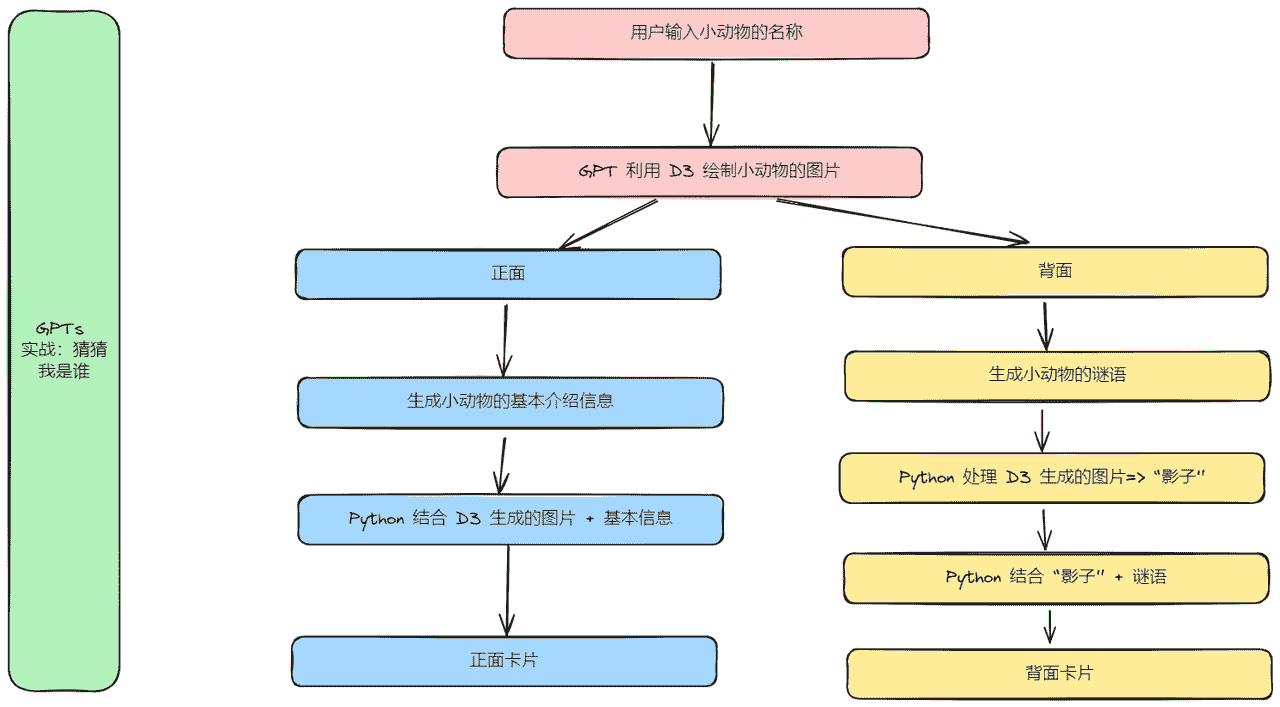 GPTs
实战：猜猜
我是谁
用户输入小动物的名称
GPT 利用 D3 绘制小动物的图片
正面
背面
生成小动物的基本介绍信息
生成小动物的谜语
Python 结合 D3 生成的图片 + 基本信息
Python 处理 D3 生成的图片=> “影子”
Python 结合 “影子” + 谜语
正面卡片
背面卡片